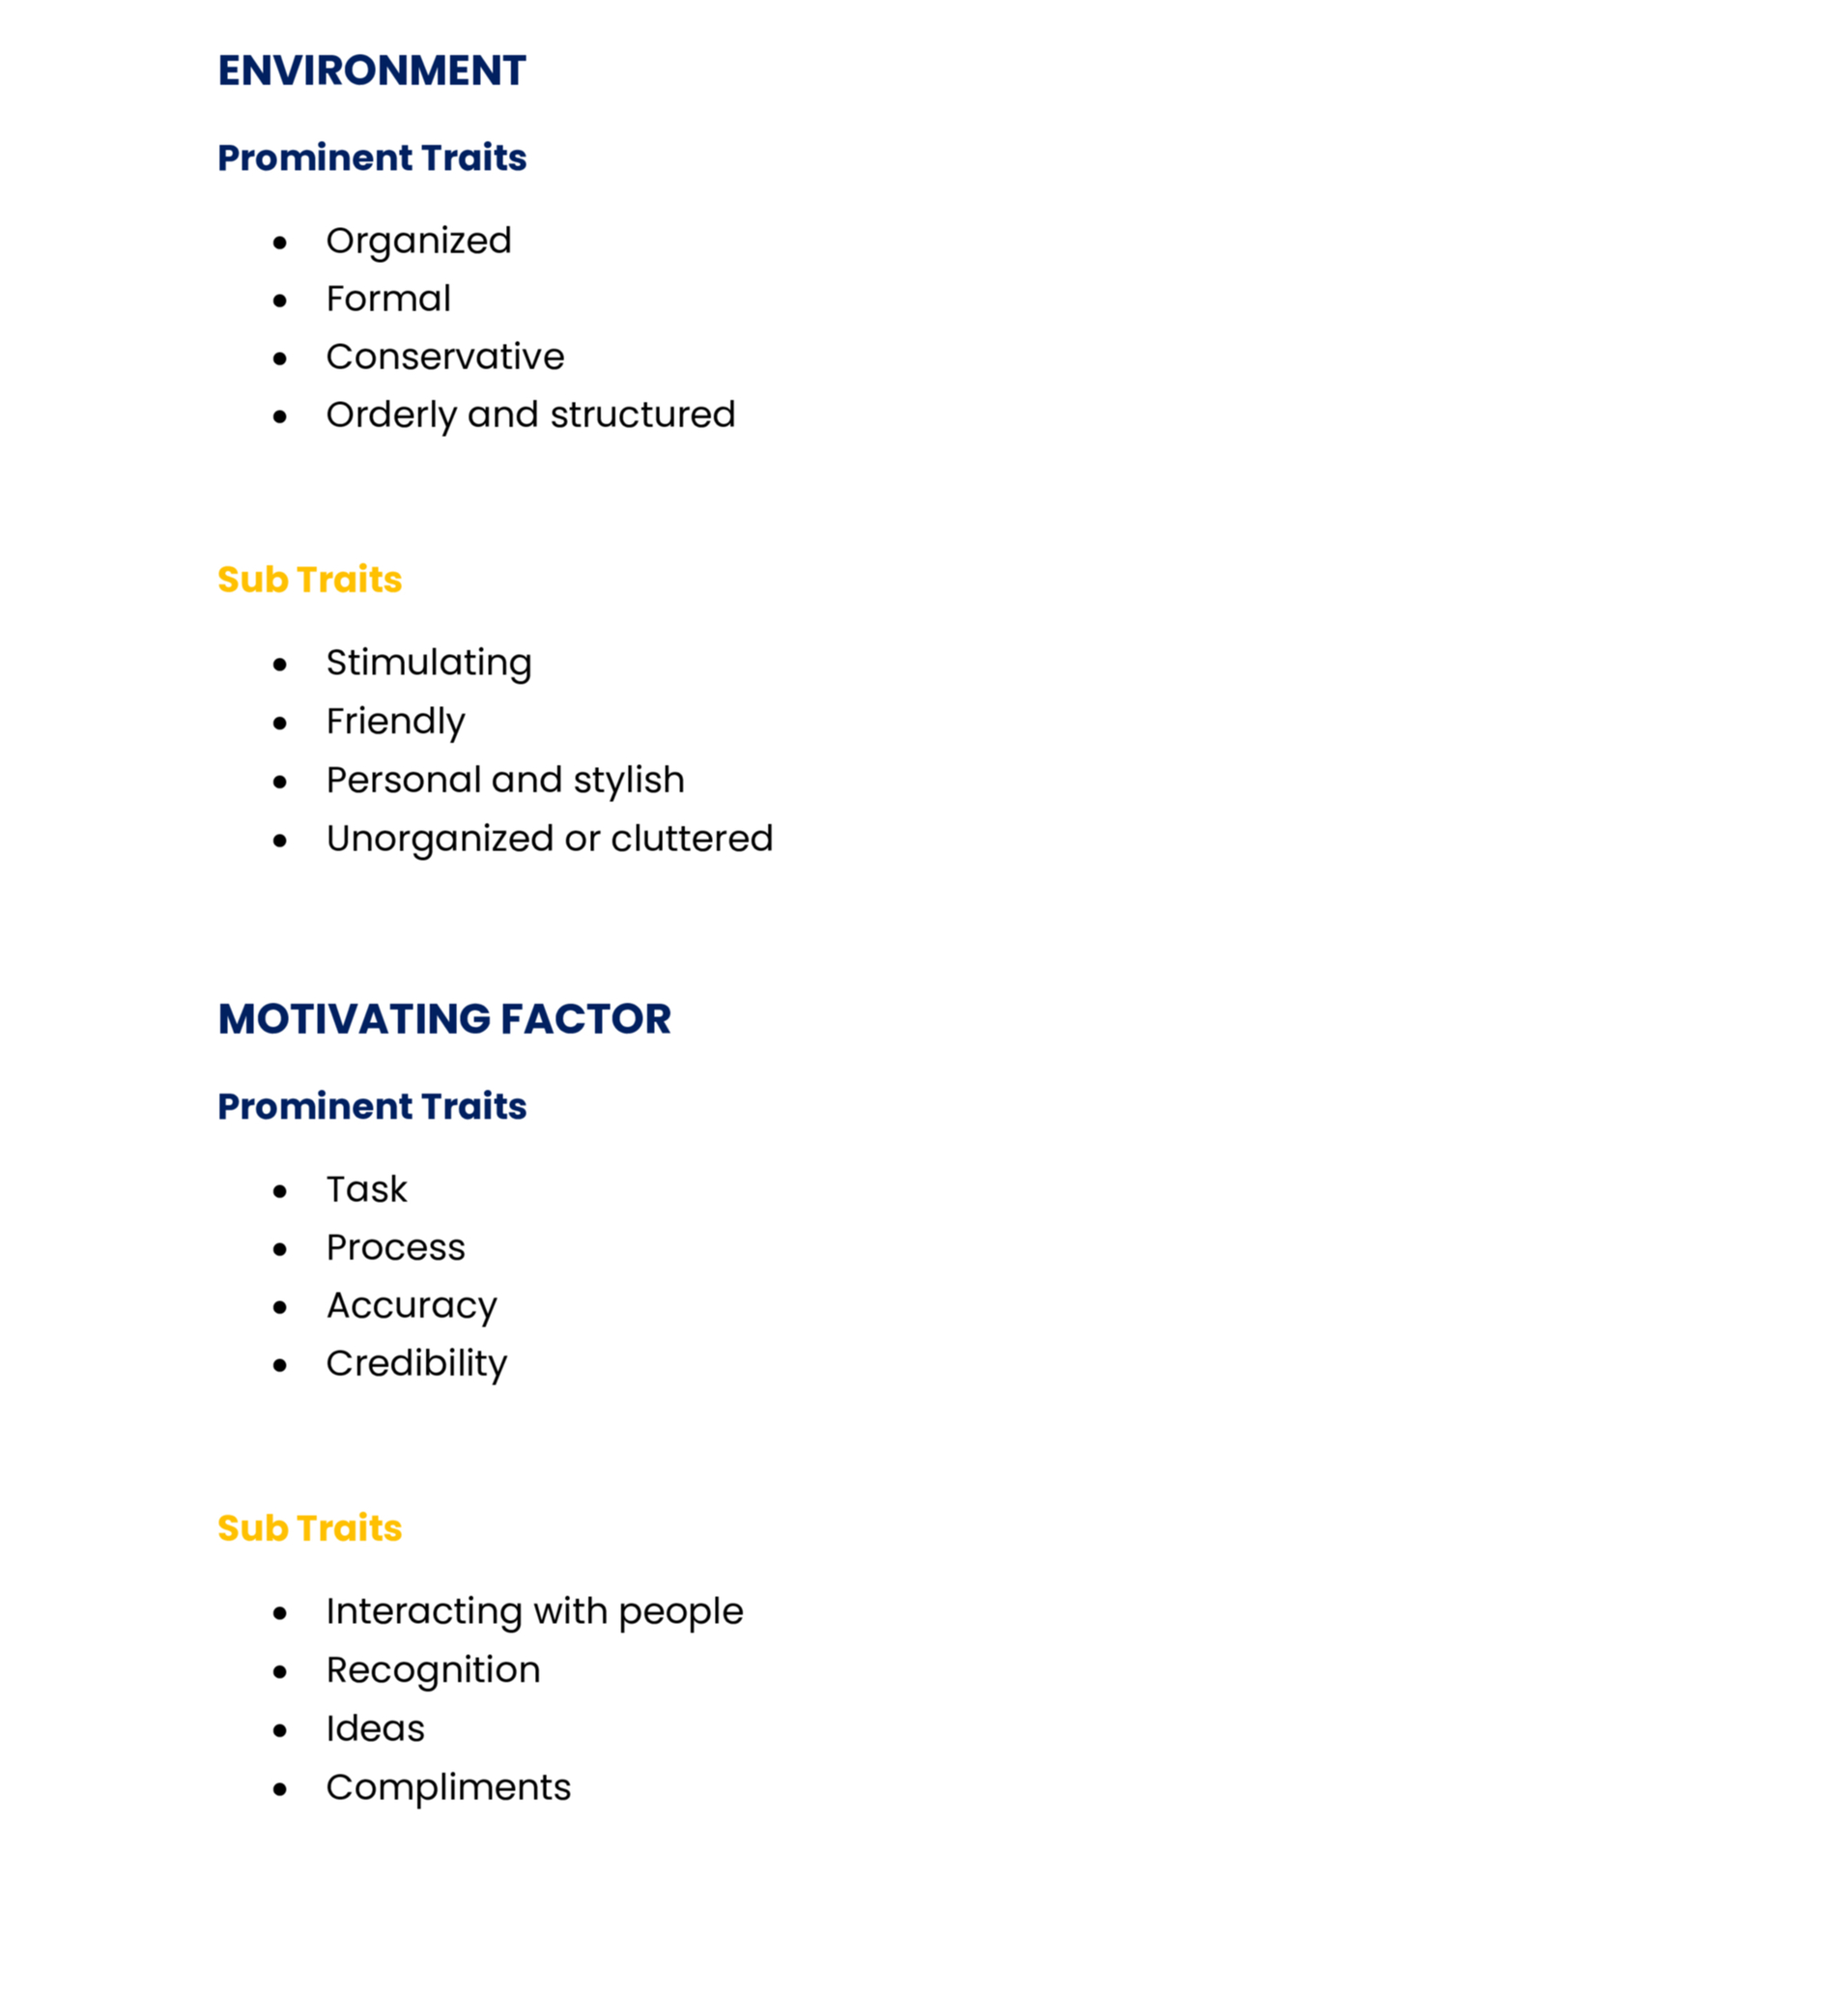 ENVIRONMENT
Prominent Traits
● Organized
● Formal
● Conservative
● Orderly and structured
Sub Traits
● Stimulating
● Friendly
● Personal and stylish
● Unorganized or cluttered
MOTIVATING FACTOR
Prominent Traits
● Task
● Process
● Accuracy
● Credibility
Sub Traits
● Interacting with people
● Recognition
● Ideas
● Compliments